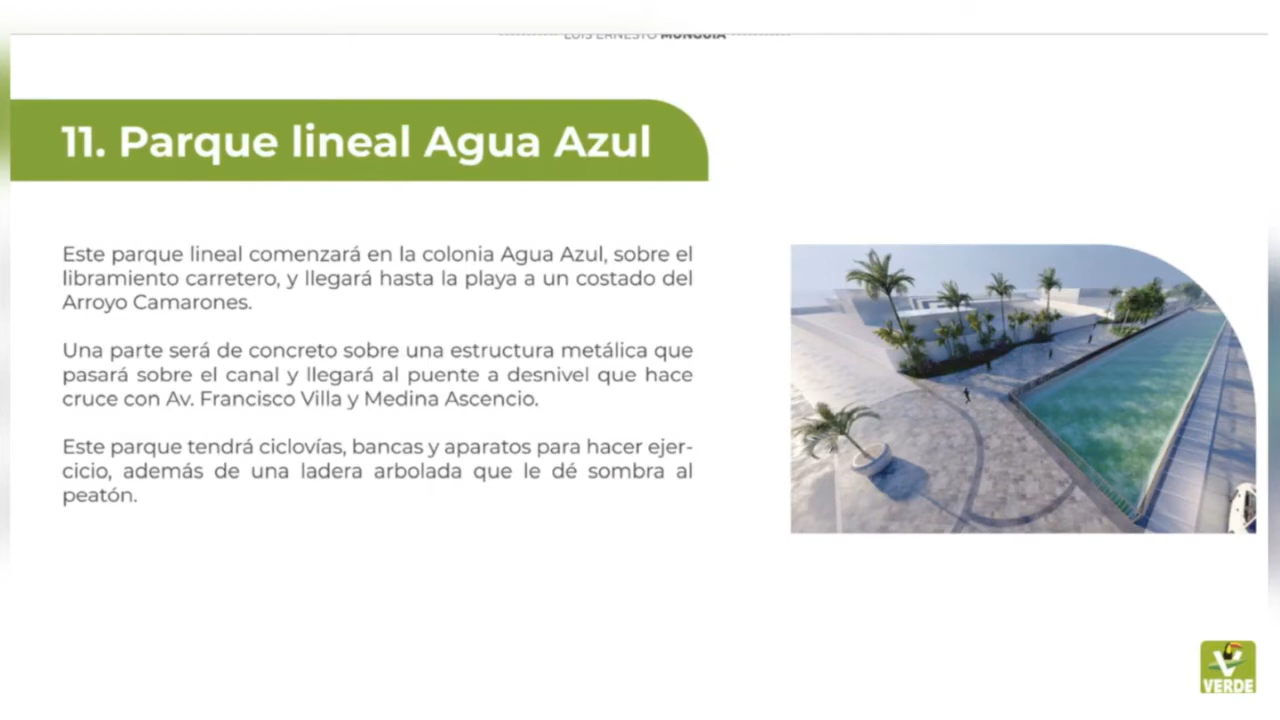 LUIS ERNESTO MUNGUÍA
11. Parque lineal Agua Azul
Este parque lineal comenzará en la colonia Agua Azul, sobre el
libramiento carretero, y llegará hasta la playa a un costado del
Arroyo Camarones.
Una parte será de concreto sobre una estructura metálica que
pasará sobre el canal y llegará al puente a desnivel que hace
cruce con Av. Francisco Villa y Medina Ascencio.
Este parque tendrá ciclovías, bancas y aparatos para hacer ejer-
cicio, además de una ladera arbolada que le dé sombra al
peatón.
VERDE